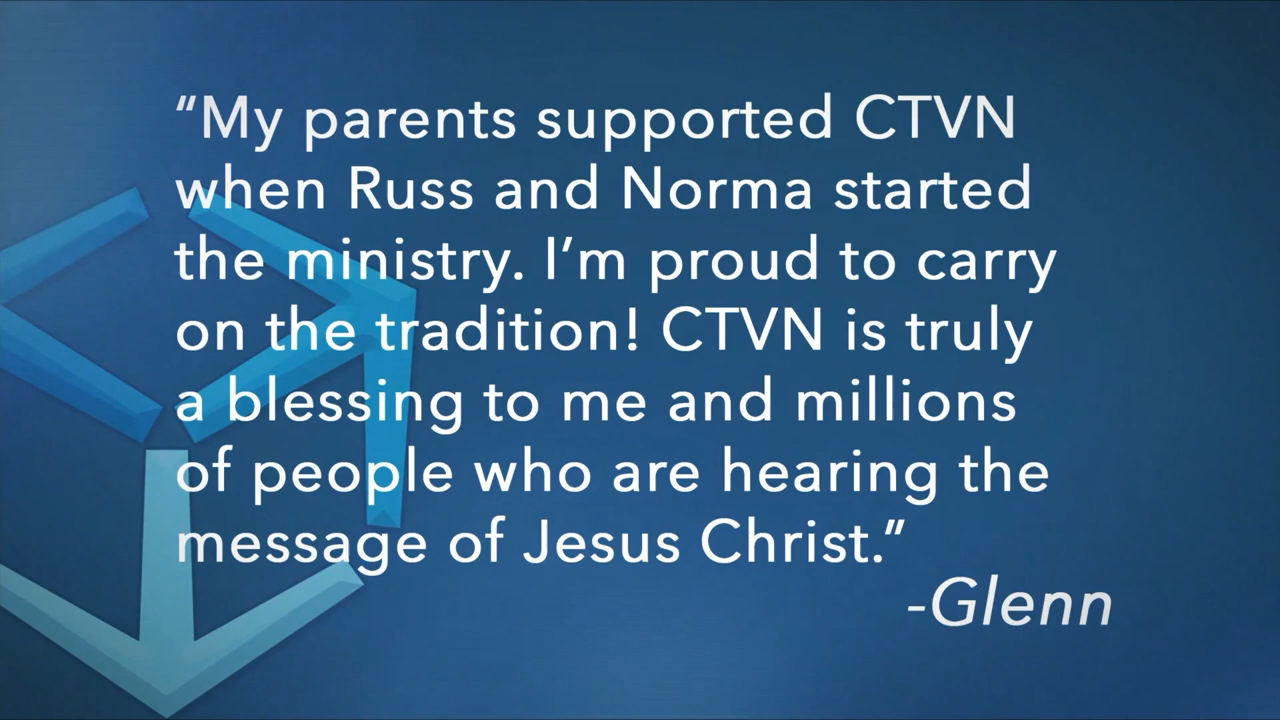 “My parents supported CTVN
when Russ and Norma started
the ministry. I’m proud to carry
on the tradition! CTVN is truly
a blessing to me and millions
of people who are hearing the
message of Jesus Christ.”
-Glenn